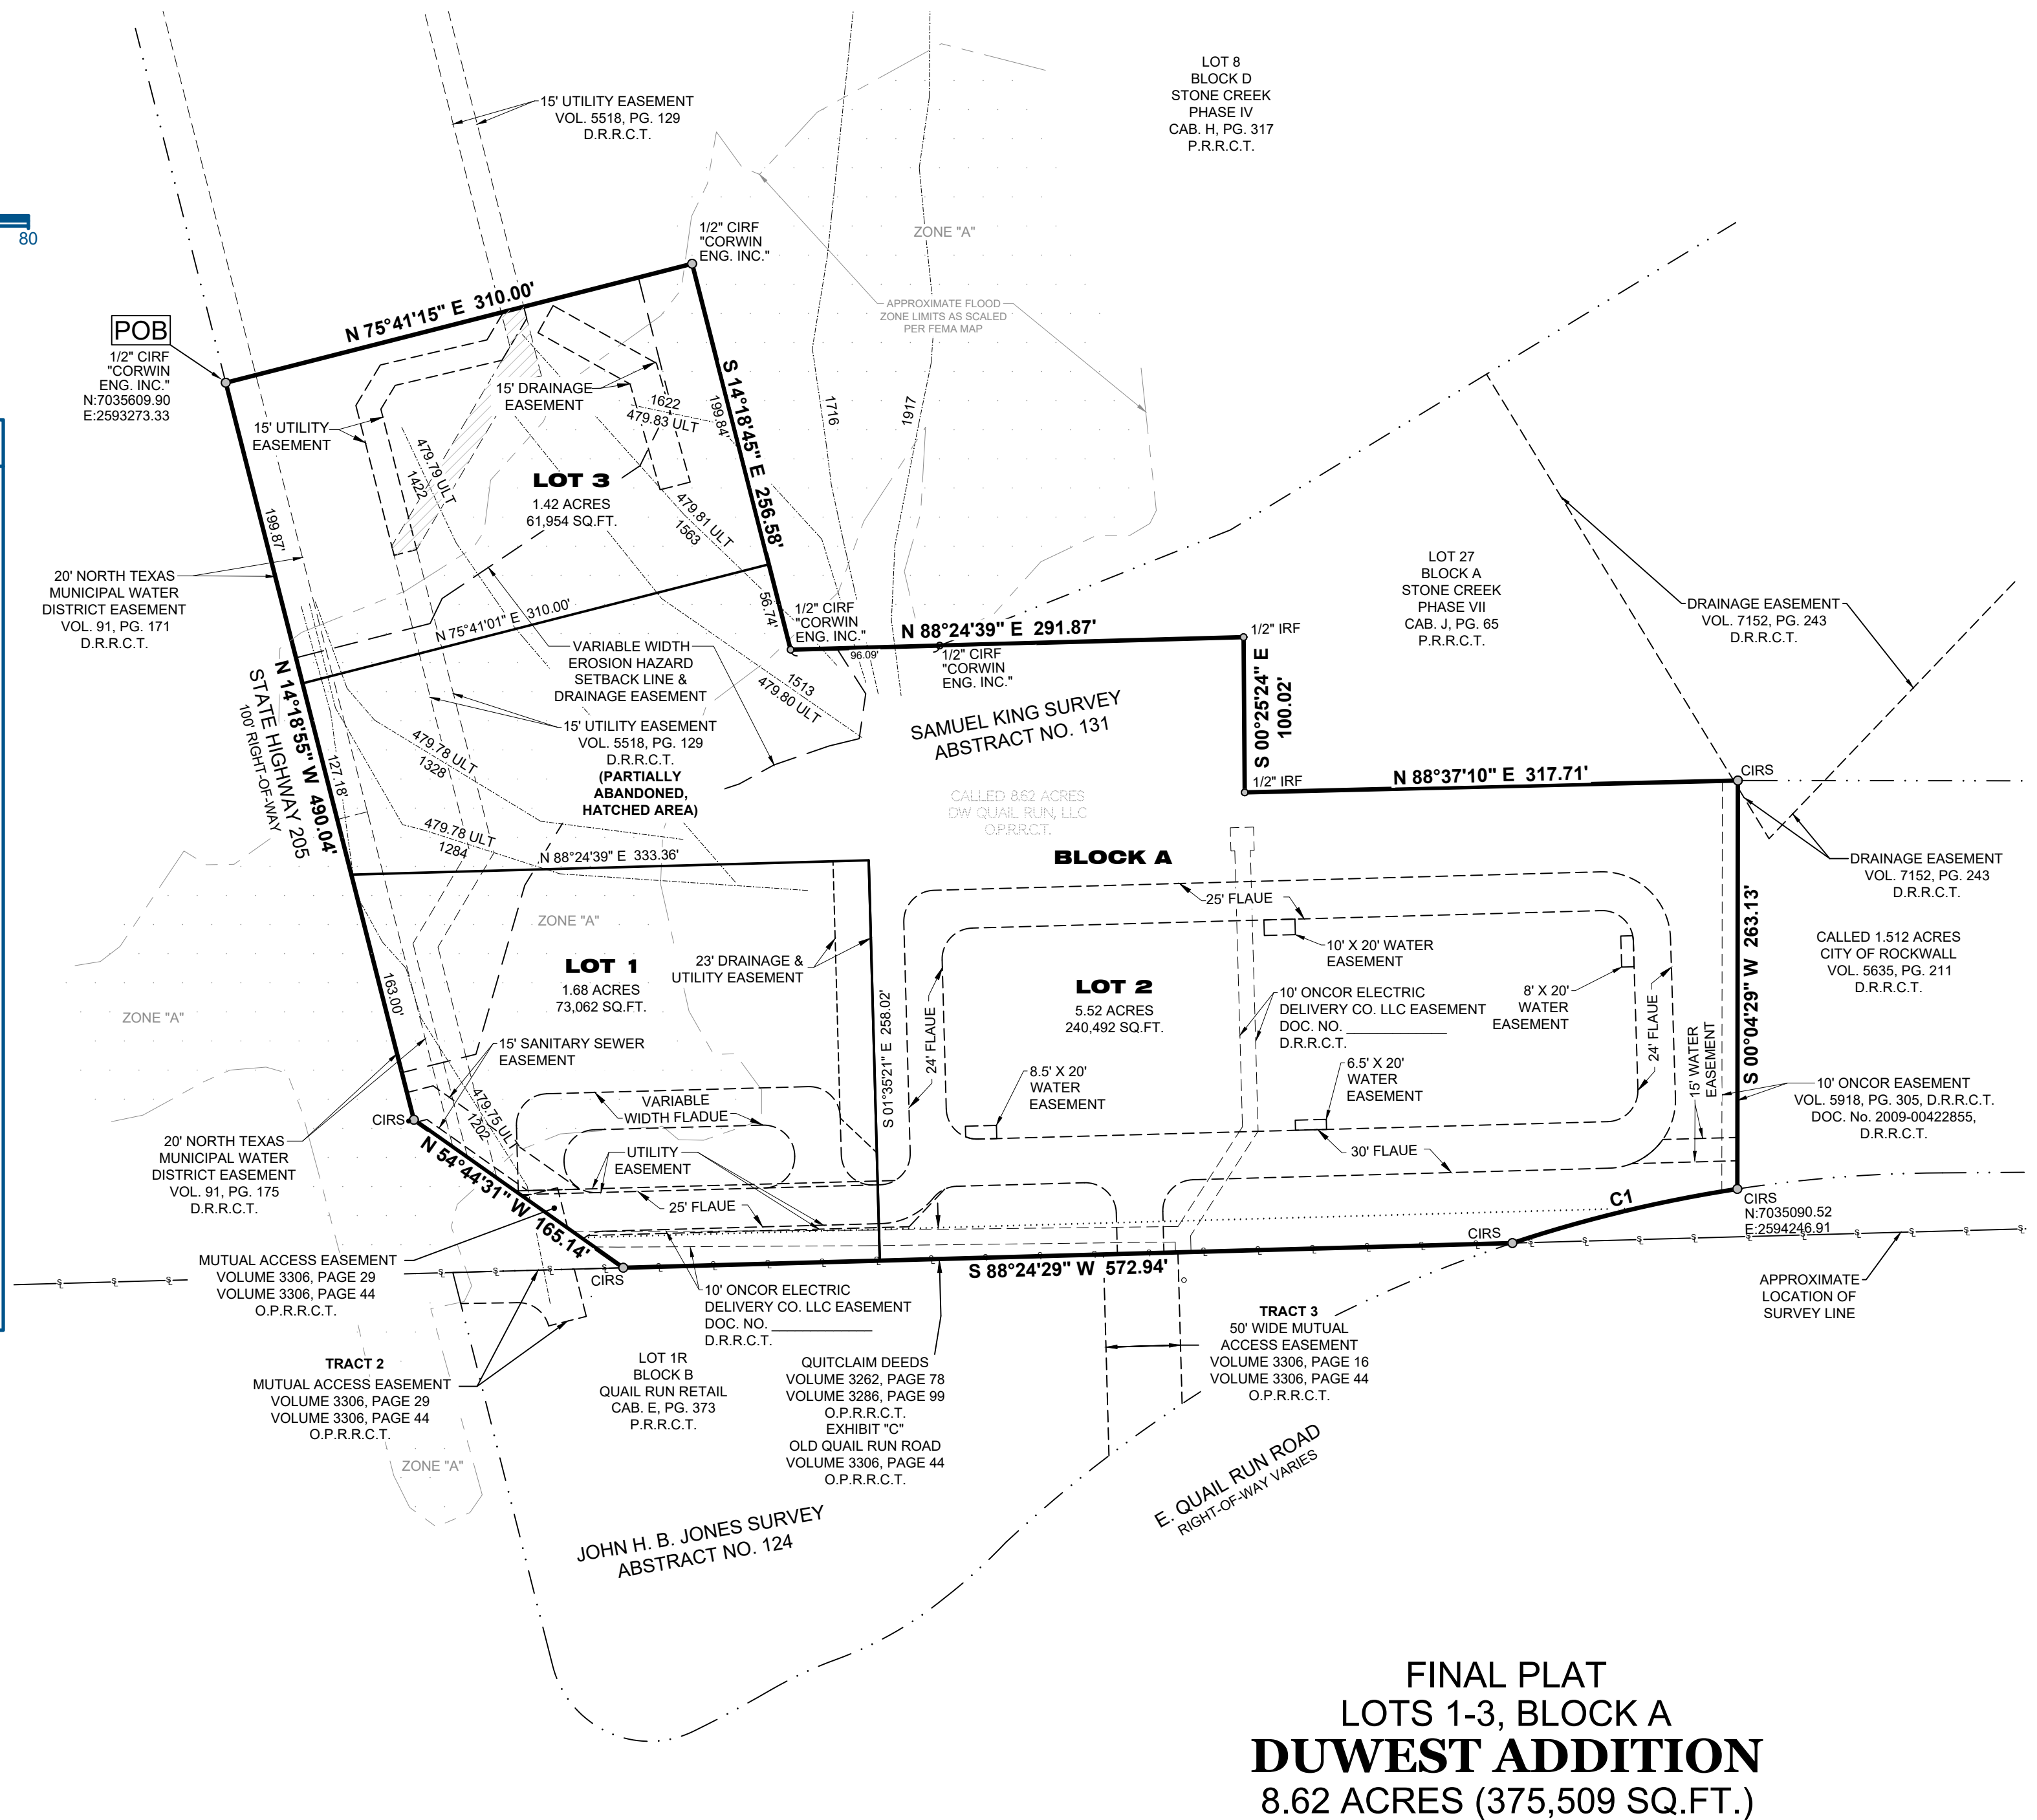 80
15' UTILITY EASEMENT
VOL. 5518, PG. 129
D.R.R.C.T.
LOT 8
BLOCK D
STONE CREEK
PHASE IV
CAB. H, PG. 317
P.R.R.C.T.
1/2" CIRF
"CORWIN
ENG. INC."
ZONE "A"
APPROXIMATE FLOOD
ZONE LIMITS AS SCALED
PER FEMA MAP
N 75°41'15" E 310.00'
POB
1/2" CIRF
"CORWIN
ENG. INC."
N:7035609.90
E:2593273.33
15' DRAINAGE
EASEMENT
15' UTILITY
EASEMENT
1622
479.83 ULT
S 14°18'45" E 256.58'
199.84'
1716
1917
479.79 ULT
1422
LOT 3
1.42 ACRES
61,954 SQ.FT.
479.81 ULT
1563
199.87'
20' NORTH TEXAS
MUNICIPAL WATER
DISTRICT EASEMENT
VOL. 91, PG. 171
D.R.R.C.T.
LOT 27
BLOCK A
STONE CREEK
PHASE VII
CAB. J, PG. 65
P.R.R.C.T.
DRAINAGE EASEMENT
VOL. 7152, PG. 243
D.R.R.C.T.
N 75°41'01" E 310.00'
56.74'
1/2" CIRF
"CORWIN
ENG. INC."
N 88°24'39" E 291.87'
96.09'
1/2" CIRF
"CORWIN
ENG. INC."
1/2" IRF
VARIABLE WIDTH
EROSION HAZARD
SETBACK LINE &
DRAINAGE EASEMENT
1513
479.80 ULT
N 14°18'55" W 490.04'
STATE HIGHWAY 205
100' RIGHT-OF-WAY
127.18'
15' UTILITY EASEMENT
VOL. 5518, PG. 129
D.R.R.C.T.
(PARTIALLY
ABANDONED,
HATCHED AREA)
SAMUEL KING SURVEY
ABSTRACT NO. 131
S 00°25'24" E
100.02'
479.78 ULT
1328
1/2" IRF
N 88°37'10" E 317.71'
CIRS
CALLED 8.62 ACRES
DW QUAIL RUN, LLC
O.P.R.R.C.T.
479.78 ULT
1284
N 88°24'39" E 333.36'
BLOCK A
DRAINAGE EASEMENT
VOL. 7152, PG. 243
D.R.R.C.T.
25' FLAUE
ZONE "A"
CALLED 1.512 ACRES
CITY OF ROCKWALL
VOL. 5635, PG. 211
D.R.R.C.T.
S 00°04'29" W 263.13'
10' X 20' WATER
EASEMENT
23' DRAINAGE &
UTILITY EASEMENT
LOT 1
1.68 ACRES
73,062 SQ.FT.
163.00'
LOT 2
5.52 ACRES
240,492 SQ.FT.
10' ONCOR ELECTRIC
DELIVERY CO. LLC EASEMENT
DOC. NO. ______________
D.R.R.C.T.
8' X 20'
WATER
EASEMENT
ZONE "A"
S 01°35'21" E 258.02'
24' FLAUE
24' FLAUE
15' WATER
EASEMENT
15' SANITARY SEWER
EASEMENT
8.5' X 20'
WATER
EASEMENT
6.5' X 20'
WATER
EASEMENT
10' ONCOR EASEMENT
VOL. 5918, PG. 305, D.R.R.C.T.
DOC. No. 2009-00422855,
D.R.R.C.T.
479.75 ULT
1202
VARIABLE
WIDTH FLADUE
CIRS
20' NORTH TEXAS
MUNICIPAL WATER
DISTRICT EASEMENT
VOL. 91, PG. 175
D.R.R.C.T.
UTILITY
EASEMENT
30' FLAUE
N 54°44'31" W 165.14'
25' FLAUE
C1
CIRS
N:7035090.52
E:2594246.91
CIRS
MUTUAL ACCESS EASEMENT
VOLUME 3306, PAGE 29
VOLUME 3306, PAGE 44
O.P.R.R.C.T.
CIRS
S 88°24'29" W 572.94'
10' ONCOR ELECTRIC
DELIVERY CO. LLC EASEMENT
DOC. NO. ______________
D.R.R.C.T.
APPROXIMATE
LOCATION OF
SURVEY LINE
TRACT 3
50' WIDE MUTUAL
ACCESS EASEMENT
VOLUME 3306, PAGE 16
VOLUME 3306, PAGE 44
O.P.R.R.C.T.
TRACT 2
MUTUAL ACCESS EASEMENT
VOLUME 3306, PAGE 29
VOLUME 3306, PAGE 44
O.P.R.R.C.T.
LOT 1R
BLOCK B
QUAIL RUN RETAIL
CAB. E, PG. 373
P.R.R.C.T.
QUITCLAIM DEEDS
VOLUME 3262, PAGE 78
VOLUME 3286, PAGE 99
O.P.R.R.C.T.
EXHIBIT "C"
OLD QUAIL RUN ROAD
VOLUME 3306, PAGE 44
O.P.R.R.C.T.
ZONE "A"
E. QUAIL RUN ROAD
RIGHT-OF-WAY VARIES
JOHN H. B. JONES SURVEY
ABSTRACT NO. 124
FINAL PLAT
LOTS 1-3, BLOCK A
DUWEST ADDITION
8.62 ACRES (375,509 SQ.FT.)